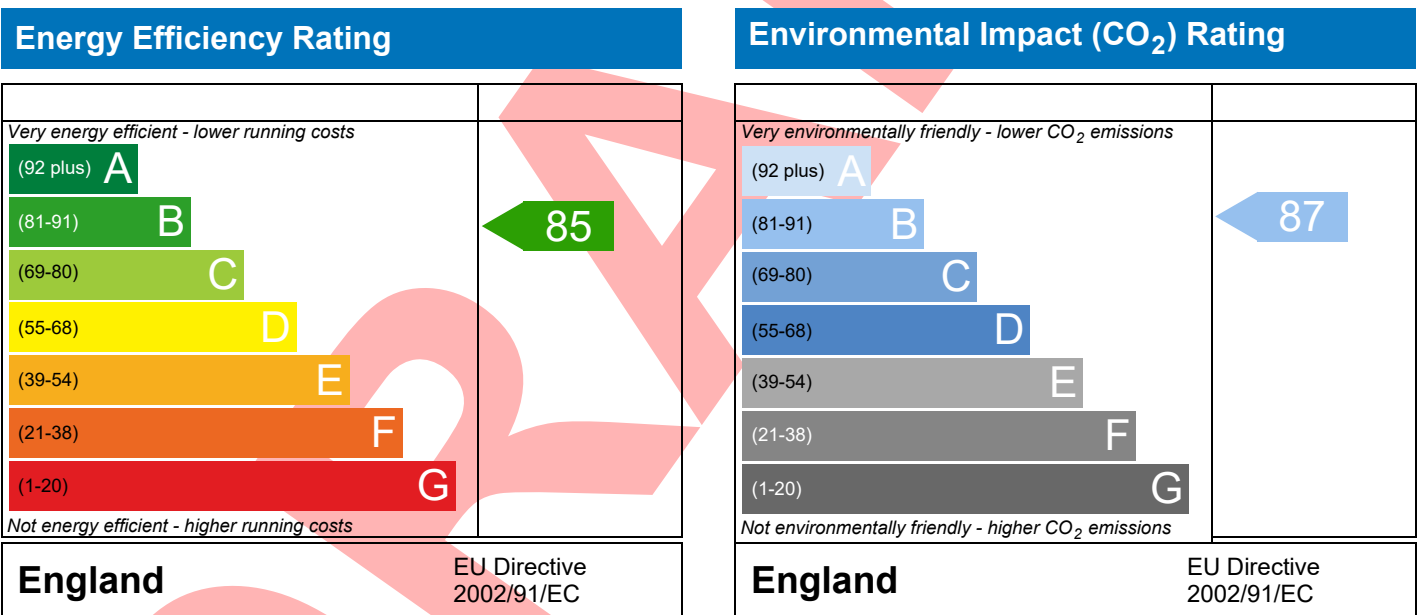 Energy Efficiency Rating
Very energy efficient - lower running costs
(92 plus) A
(81-91) B
(69-80) C
(55-68) D
(39-54) E
(21-38) F
(1-20) G
85
Not energy efficient - higher running costs
England
EU Directive
2002/91/EC
Environmental Impact (CO₂) Rating
Very environmentally friendly - lower CO₂ emissions
(92 plus) A
(81-91) B
(69-80) C
(55-68) D
(39-54) E
(21-38) F
(1-20) G
87
Not environmentally friendly - higher CO₂ emissions
England
EU Directive
2002/91/EC